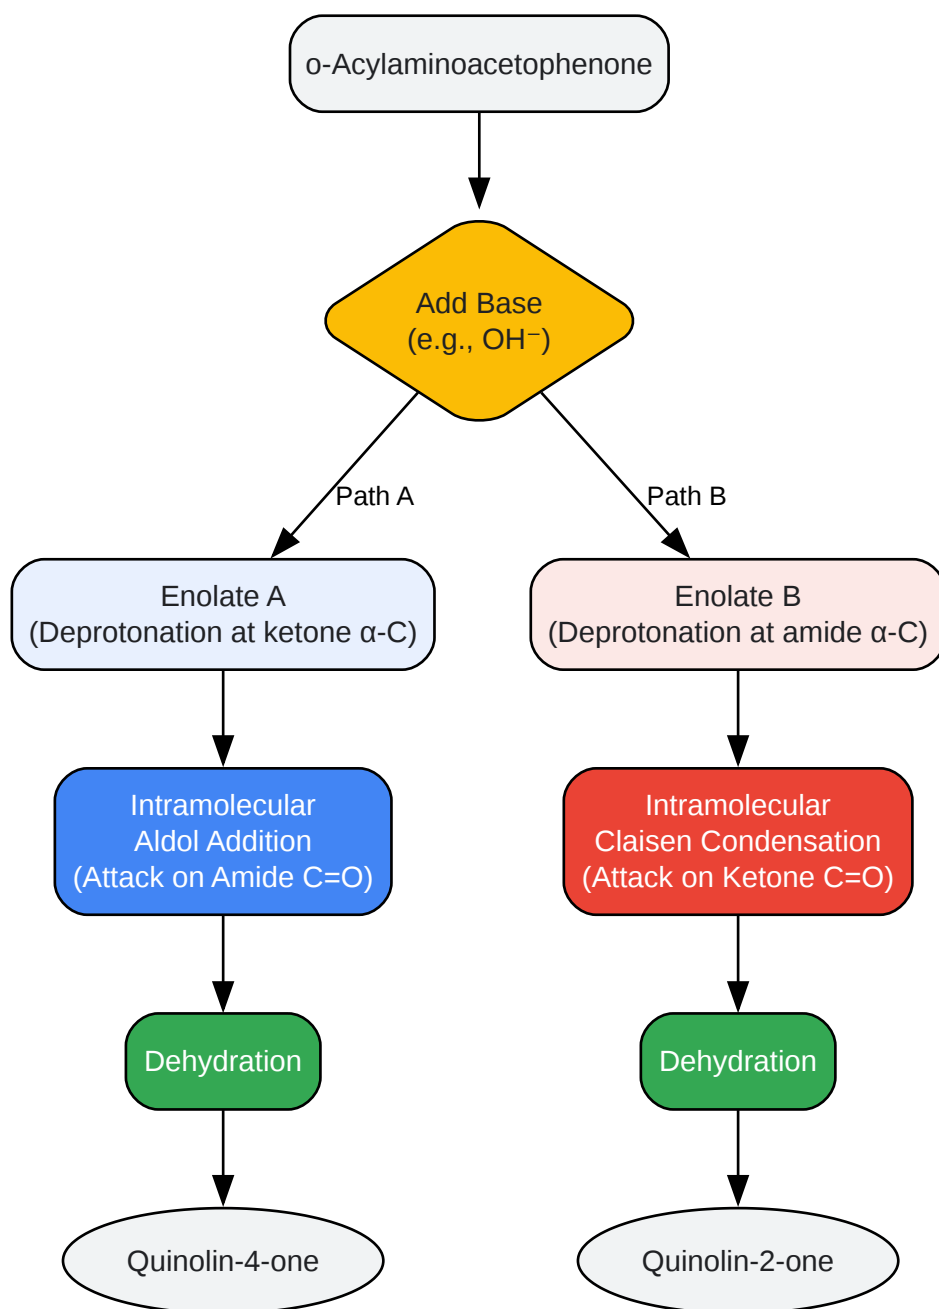 o-Acylaminoacetophenone
Add Base
(e.g., OH⁻)
Path A
Path B
Enolate A
(Deprotonation at ketone α-C)
Enolate B
(Deprotonation at amide α-C)
Intramolecular
Aldol Addition
(Attack on Amide C=O)
Intramolecular
Claisen Condensation
(Attack on Ketone C=O)
Dehydration
Dehydration
Quinolin-4-one
Quinolin-2-one